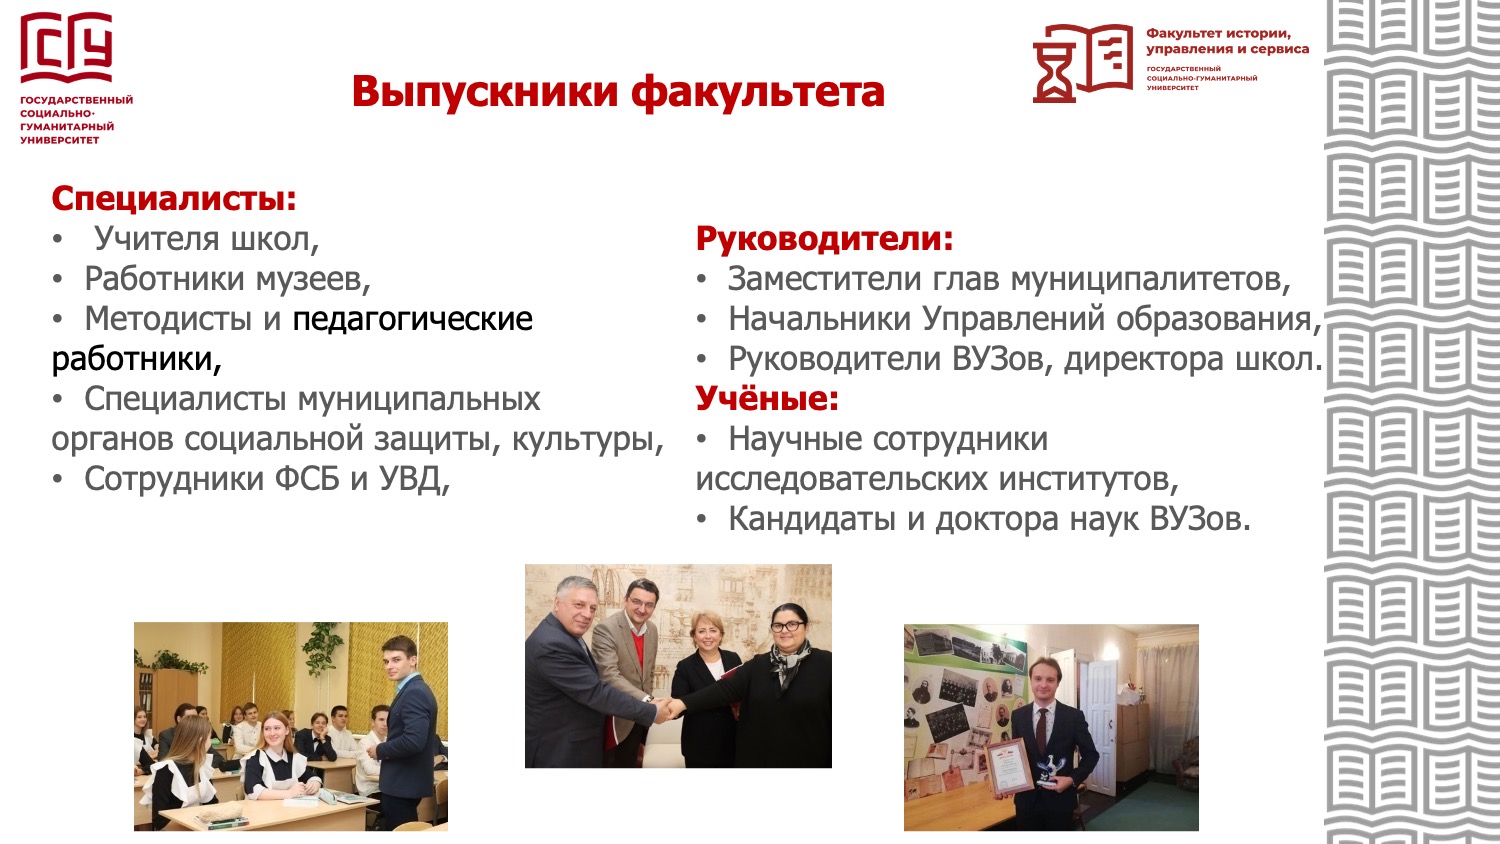 ГОСУДАРСТВЕННЫЙ
СОЦИАЛЬНО-
ГУМАНИТАРНЫЙ
УНИВЕРСИТЕТ
Выпускники факультета
Факультет истории,
управления и сервиса
ГОСУДАРСТВЕННЫЙ
СОЦИАЛЬНО-ГУМАНИТАРНЫЙ
УНИВЕРСИТЕТ
Специалисты:
• Учителя школ,
• Работники музеев,
• Методисты и педагогические
работники,
• Специалисты муниципальных
органов социальной защиты, культуры,
• Сотрудники ФСБ и УВД,
Руководители:
• Заместители глав муниципалитетов,
• Начальники Управлений образования,
• Руководители ВУЗов, директора школ.
Учёные:
• Научные сотрудники
исследовательских институтов,
• Кандидаты и доктора наук ВУЗов.